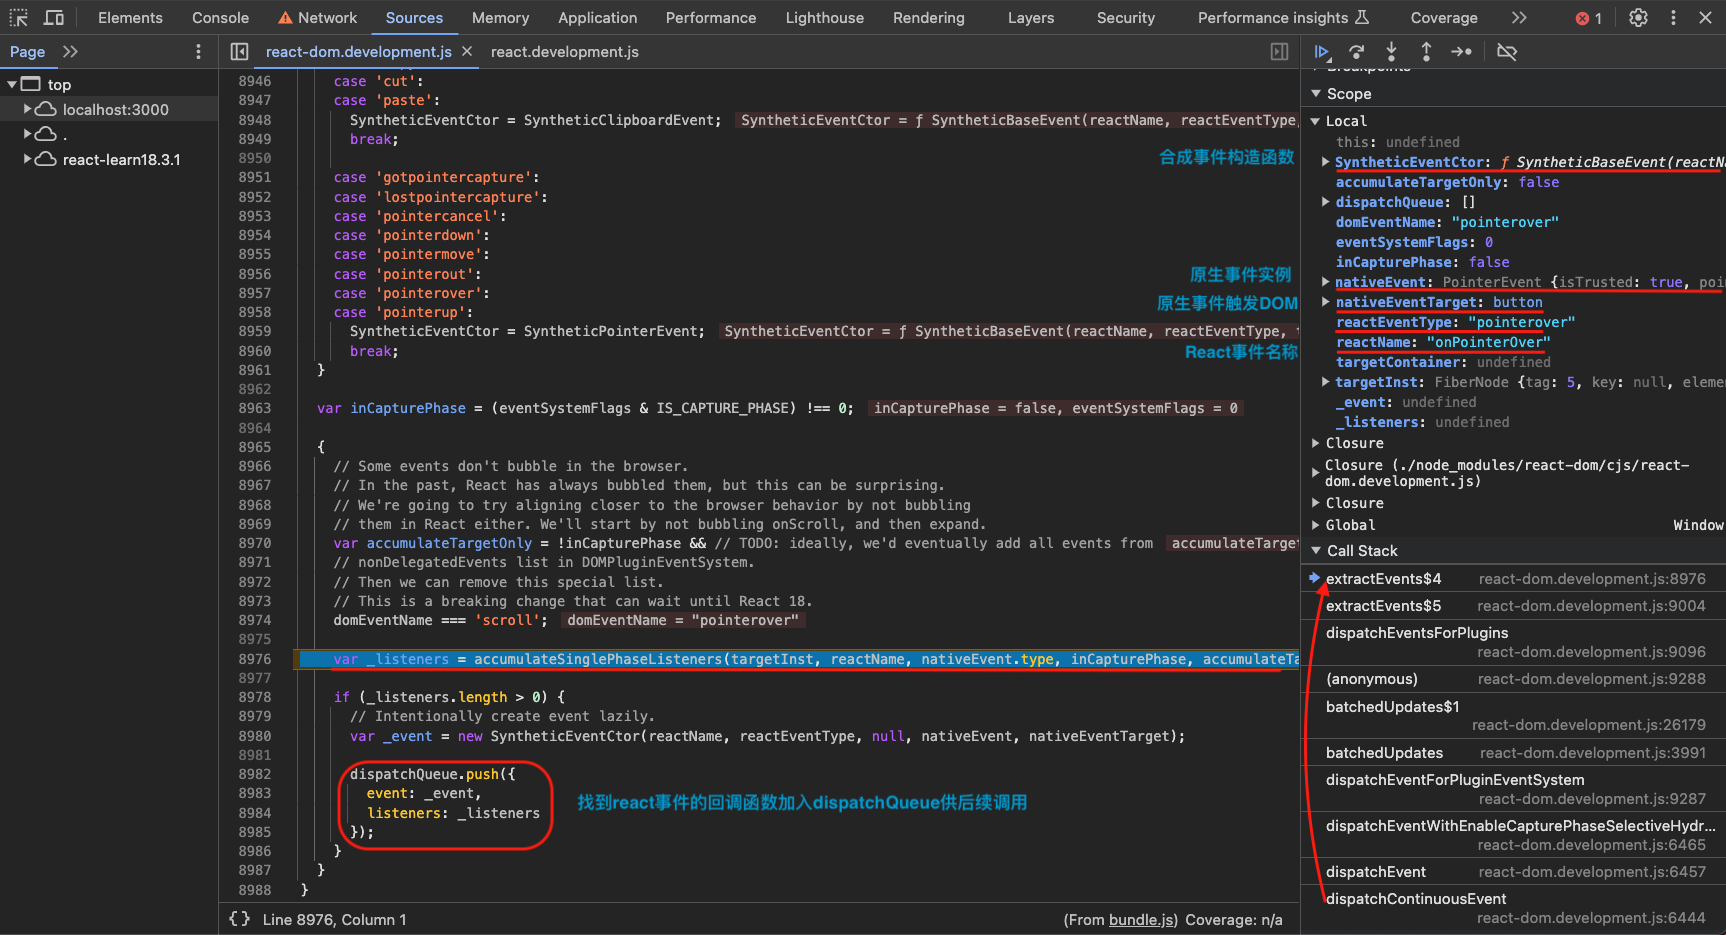 Elements Console Network Sources Memory Application Performance Lighthouse Rendering Layers Security Performance insights Coverage 1
Page
react-dom.development.js react.development.js
top
localhost:3000
.
react-learn18.3.1
8946 case 'cut':
8947 case 'paste':
8948 SyntheticEventCtor = SyntheticClipboardEvent; SyntheticEventCtor = ƒ SyntheticBaseEvent(reactName, reactEventType,
8949 break;
8950
合成事件构造函数
8951 case 'gotpointercapture':
8952 case 'lostpointercapture':
8953 case 'pointercancel':
8954 case 'pointerdown':
8955 case 'pointermove':
8956 case 'pointerout':
原生事件实例
8957 case 'pointerover':
原生事件触发DOM
8958 case 'pointerup':
8959 SyntheticEventCtor = SyntheticPointerEvent; SyntheticEventCtor = ƒ SyntheticBaseEvent(reactName, reactEventType,
8960 break;
React事件名称
8961 }
8962
8963 var inCapturePhase = (eventSystemFlags & IS_CAPTURE_PHASE) !== 0; inCapturePhase = false, eventSystemFlags = 0
8964
8965 {
8966 // Some events don't bubble in the browser.
8967 // In the past, React has always bubbled them, but this can be surprising.
8968 // We're going to try aligning closer to the browser behavior by not bubbling
8969 // them in React either. We'll start by not bubbling onScroll, and then expand.
8970 var accumulateTargetOnly = !inCapturePhase && // TODO: ideally, we'd eventually add all events from accumulateTarget
8971 // nonDelegatedEvents list in DOMPluginEventSystem.
8972 // Then we can remove this special list.
8973 // This is a breaking change that can wait until React 18.
8974 domEventName === 'scroll'; domEventName = "pointerover"
8975
8976 var _listeners = accumulateSinglePhaseListeners(targetInst, reactName, nativeEvent.type, inCapturePhase, accumulateTa
8977
8978 if (_listeners.length > 0) {
8979 // Intentionally create event lazily.
8980 var _event = new SyntheticEventCtor(reactName, reactEventType, null, nativeEvent, nativeEventTarget);
8981
8982 dispatchQueue.push({
8983 event: _event,
找到react事件的回调函数加入dispatchQueue供后续调用
8984 listeners: _listeners
8985 });
8986 }
8987 }
8988 }
{} Line 8976, Column 1 (From bundle.js) Coverage: n/a
Breakpoints
Scope
Local
this: undefined
SyntheticEventCtor: ƒ SyntheticBaseEvent(reactNa
accumulateTargetOnly: false
dispatchQueue: []
domEventName: "pointerover"
eventSystemFlags: 0
inCapturePhase: false
nativeEvent: PointerEvent {isTrusted: true, poi
nativeEventTarget: button
reactEventType: "pointerover"
reactName: "onPointerOver"
targetContainer: undefined
targetInst: FiberNode {tag: 5, key: null, eleme
_event: undefined
_listeners: undefined
Closure
Closure (./node_modules/react-dom/cjs/react-
dom.development.js)
Closure
Global Window
Call Stack
extractEvents$4 react-dom.development.js:8976
extractEvents$5 react-dom.development.js:9004
dispatchEventsForPlugins
react-dom.development.js:9096
(anonymous) react-dom.development.js:9288
batchedUpdates$1
react-dom.development.js:26179
batchedUpdates react-dom.development.js:3991
dispatchEventForPluginEventSystem
react-dom.development.js:9287
dispatchEventWithEnableCapturePhaseSelectiveHydr...
react-dom.development.js:6465
dispatchEvent react-dom.development.js:6457
dispatchContinuousEvent
react-dom.development.js:6444